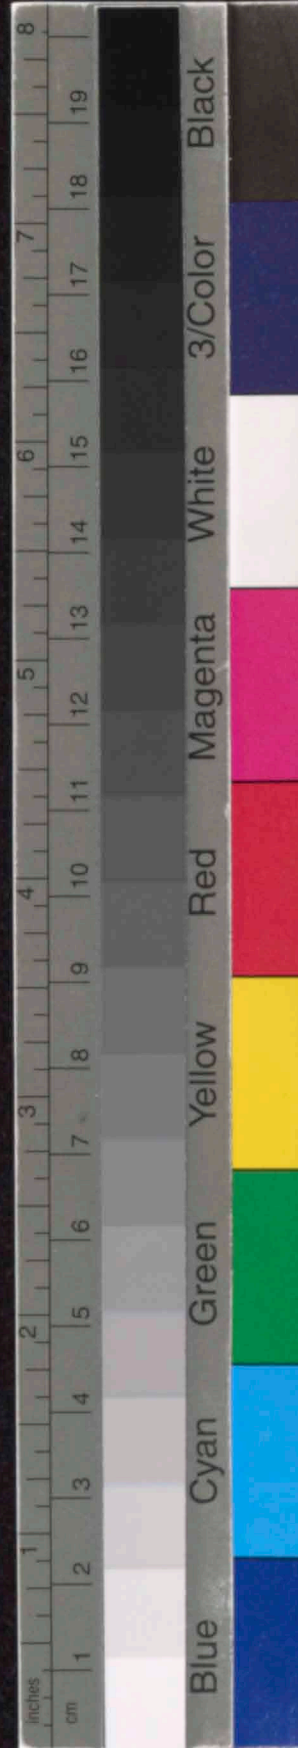 inches 1 2 3 4 5 6 7 8
cm 1 2 3 4 5 6 7 8 9 10 11 12 13 14 15 16 17 18 19
Blue Cyan Green Yellow Red Magenta White 3/Color Black